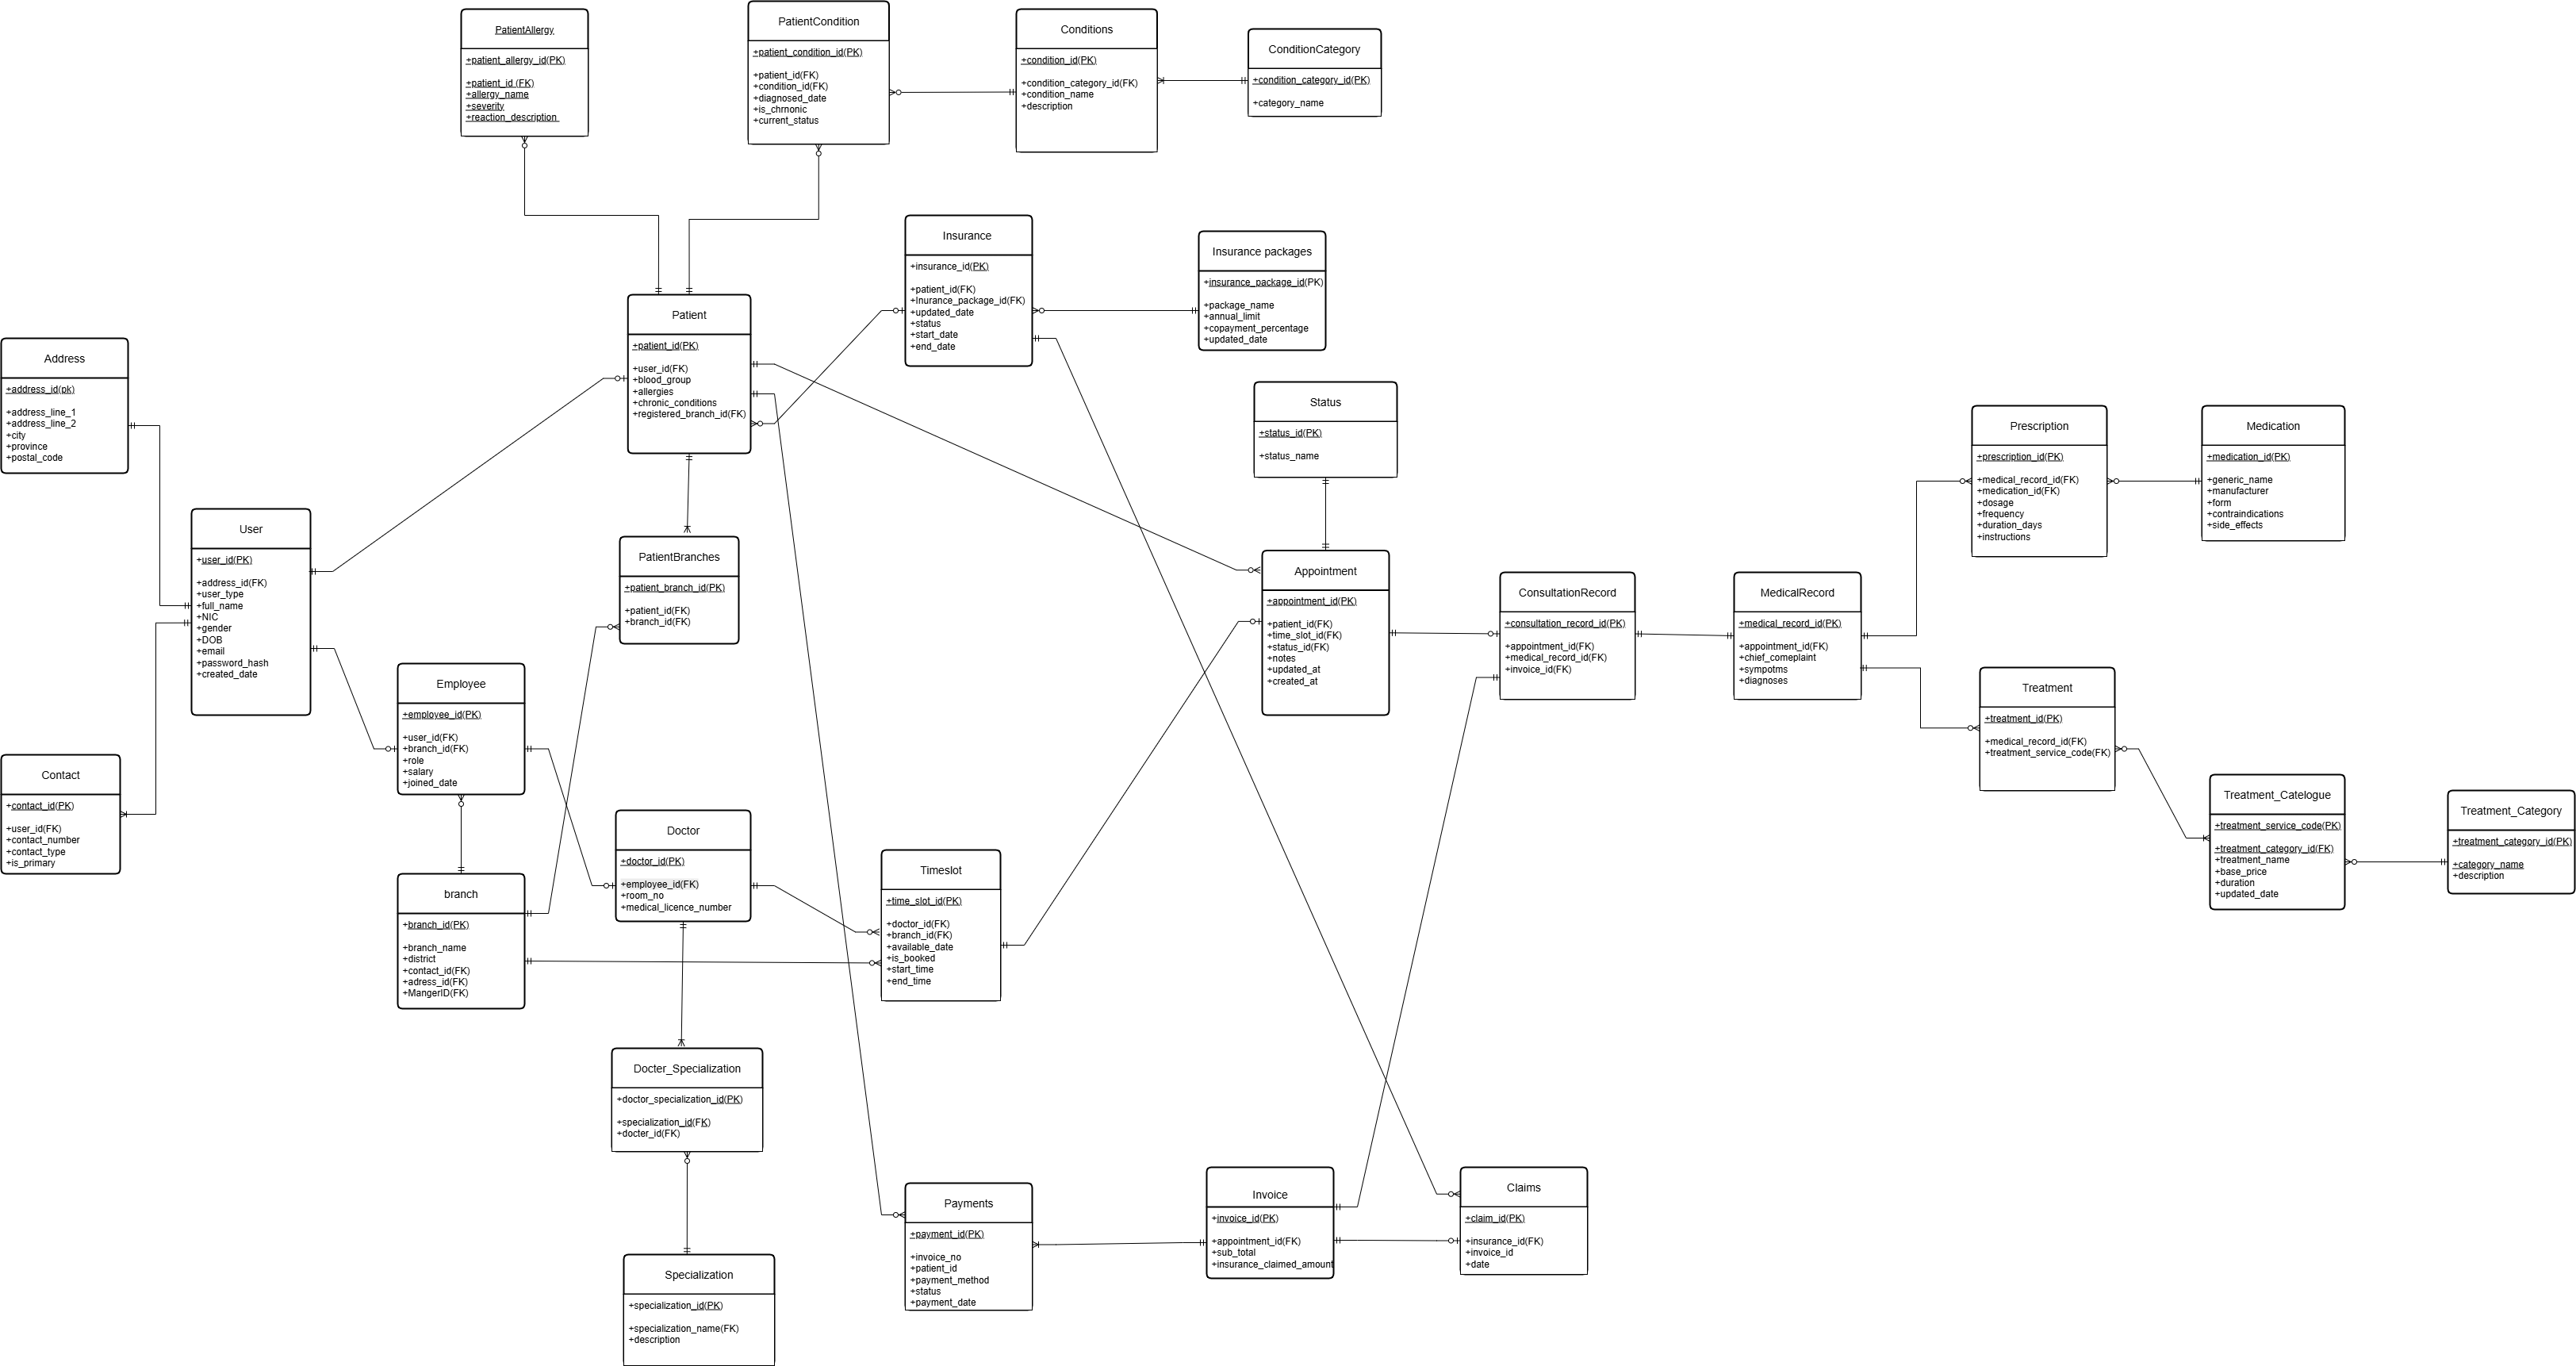 PatientAllergy
+patient_allergy_id(PK)
+patient_id (FK)
+allergy_name
+severity
+reaction_description
PatientCondition
+patient_condition_id(PK)
+patient_id(FK)
+condition_id(FK)
+diagnosed_date
+is_chrnonic
+current_status
Conditions
+condition_id(PK)
+condition_category_id(FK)
+condition_name
+description
ConditionCategory
+condition_category_id(PK)
+category_name
Insurance
+insurance_id(PK)
+patient_id(FK)
+Inurance_package_id(FK)
+updated_date
+status
+start_date
+end_date
Insurance packages
+insurance_package_id(PK)
+package_name
+annual_limit
+copayment_percentage
+updated_date
Patient
+patient_id(PK)
+user_id(FK)
+blood_group
+allergies
+chronic_conditions
+registered_branch_id(FK)
Address
+address_id(pk)
+address_line_1
+address_line_2
+city
+province
+postal_code
Status
+status_id(PK)
+status_name
Prescription
+prescription_id(PK)
+medical_record_id(FK)
+medication_id(FK)
+dosage
+frequency
+duration_days
+instructions
Medication
+medication_id(PK)
+generic_name
+manufacturer
+form
+contraindications
+side_effects
User
+user_id(PK)
+address_id(FK)
+user_type
+full_name
+NIC
+gender
+DOB
+email
+password_hash
+created_date
PatientBranches
+patient_branch_id(PK)
+patient_id(FK)
+branch_id(FK)
Appointment
+appointment_id(PK)
+patient_id(FK)
+time_slot_id(FK)
+status_id(FK)
+notes
+updated_at
+created_at
ConsultationRecord
+consultation_record_id(PK)
+appointment_id(FK)
+medical_record_id(FK)
+invoice_id(FK)
MedicalRecord
+medical_record_id(PK)
+appointment_id(FK)
+chief_comeplaint
+sympotms
+diagnoses
Employee
+employee_id(PK)
+user_id(FK)
+branch_id(FK)
+role
+salary
+joined_date
Treatment
+treatment_id(PK)
+medical_record_id(FK)
+treatment_service_code(FK)
Contact
+contact_id(PK)
+user_id(FK)
+contact_number
+contact_type
+is_primary
Treatment_Catelogue
+treatment_service_code(PK)
+treatment_category_id(FK)
+treatment_name
+base_price
+duration
+updated_date
Treatment_Category
+treatment_category_id(PK)
+category_name
+description
Doctor
+doctor_id(PK)
+employee_id(FK)
+room_no
+medical_licence_number
Timeslot
+time_slot_id(PK)
+doctor_id(FK)
+branch_id(FK)
+available_date
+is_booked
+start_time
+end_time
branch
+branch_id(PK)
+branch_name
+district
+contact_id(FK)
+adress_id(FK)
+MangerID(FK)
Docter_Specialization
+doctor_specialization_id(PK)
+specialization_id(FK)
+docter_id(FK)
Payments
+payment_id(PK)
+invoice_no
+patient_id
+payment_method
+status
+payment_date
Invoice
+invoice_id(PK)
+appointment_id(FK)
+sub_total
+insurance_claimed_amount
Claims
+claim_id(PK)
+insurance_id(FK)
+invoice_id
+date
Specialization
+specialization_id(PK)
+specialization_name(FK)
+description